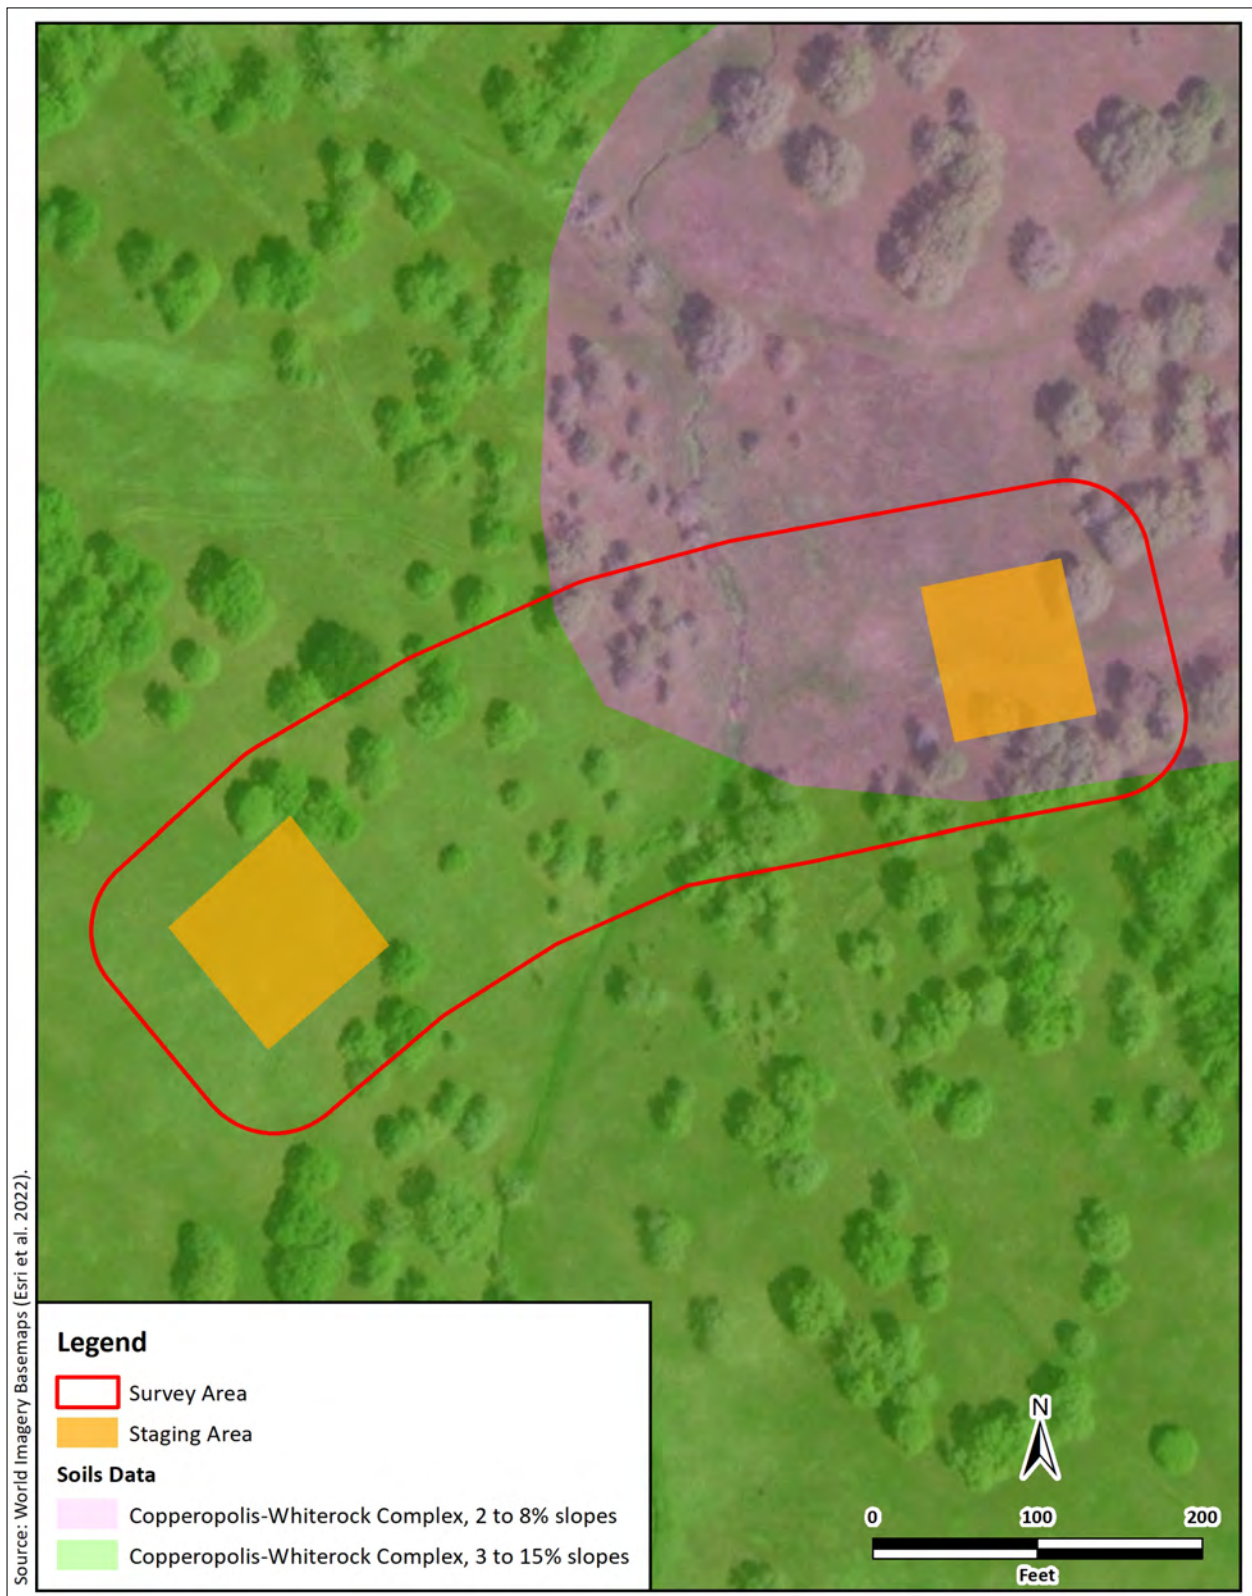 Source: World Imagery Basemaps (Esri et al. 2022).
Legend
Survey Area
Staging Area
Soils Data
Copperopolis-Whiterock Complex, 2 to 8% slopes
Copperopolis-Whiterock Complex, 3 to 15% slopes
N
0 100 200
Feet